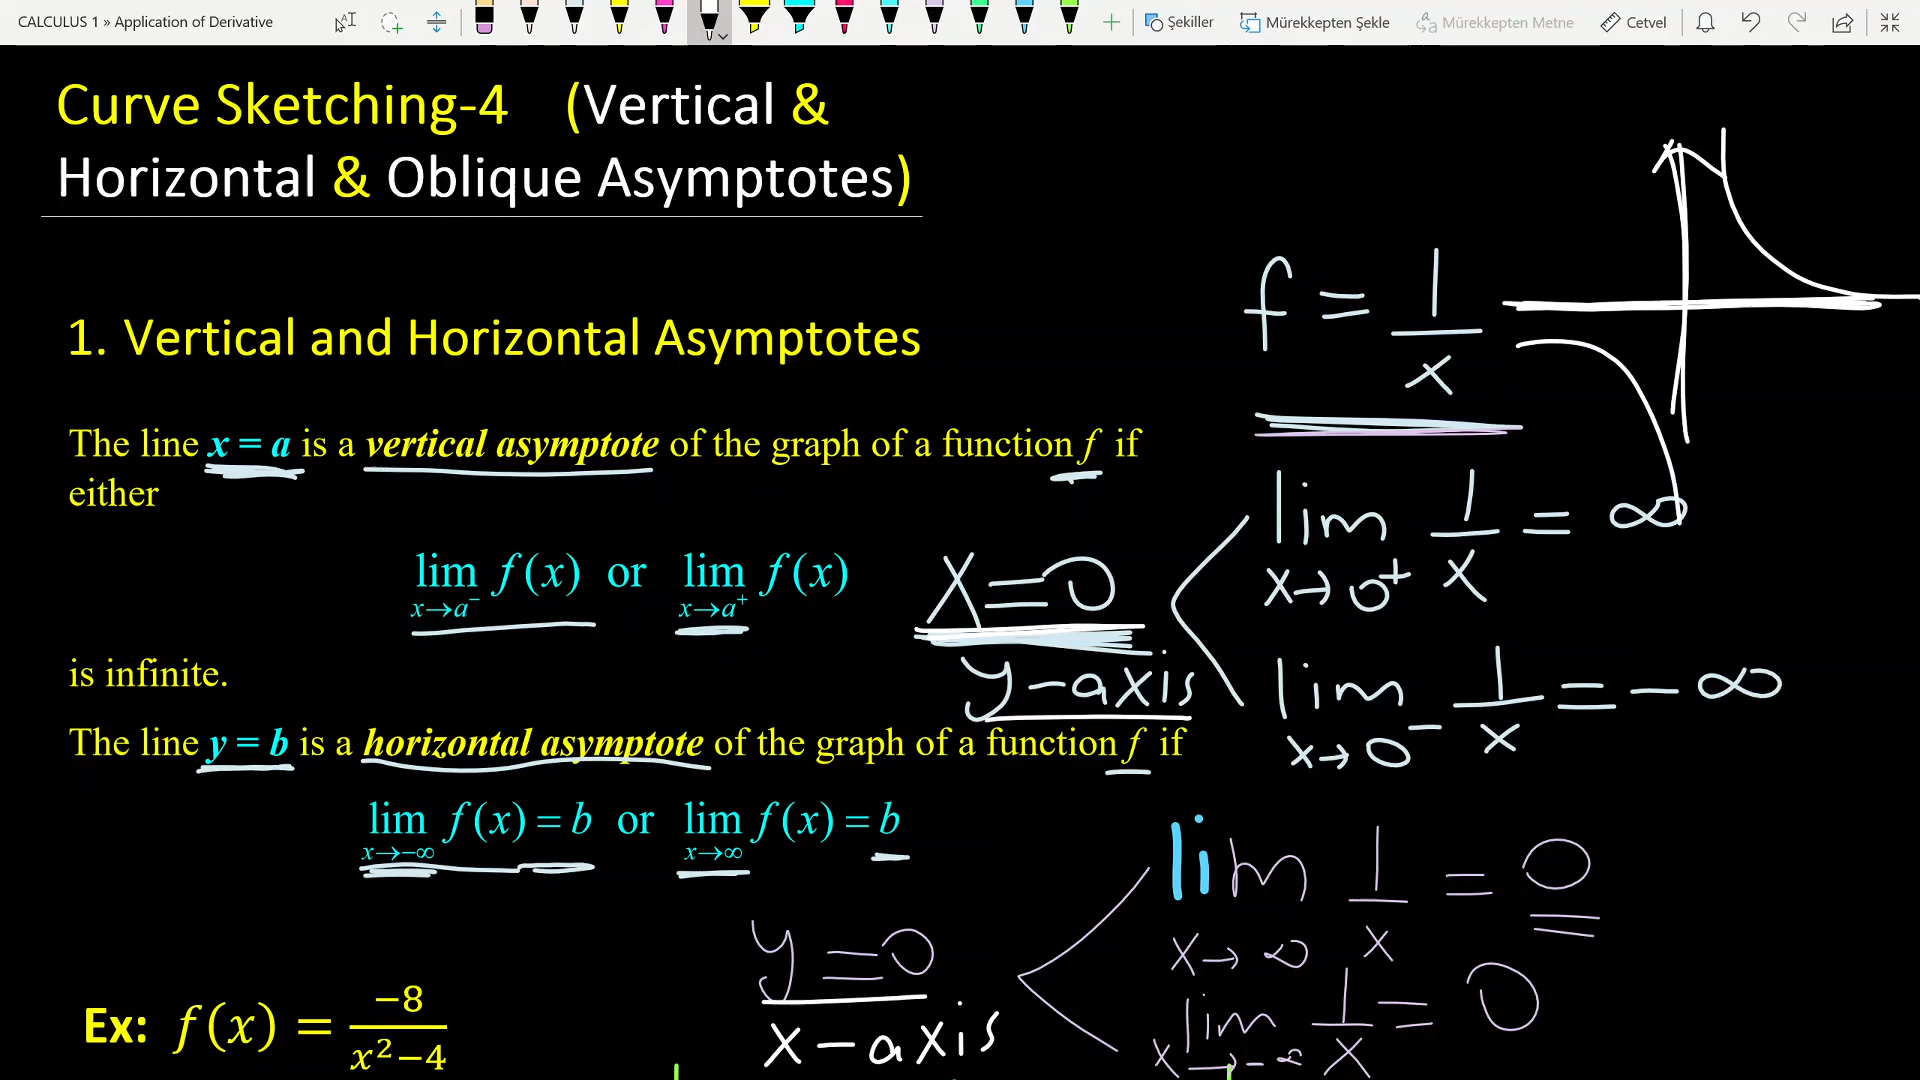 CALCULUS 1 » Application of Derivative
Şekiller
Mürekkepten Şekle
Mürekkepten Metne
Cetvel
Curve Sketching-4 (Vertical &
Horizontal & Oblique Asymptotes)
1. Vertical and Horizontal Asymptotes
The line x = a is a vertical asymptote of the graph of a function f if
either
lim x→a⁻ f(x) or lim x→a⁺ f(x)
is infinite.
The line y = b is a horizontal asymptote of the graph of a function f if
lim x→-∞ f(x) = b or lim x→∞ f(x) = b
Ex: f(x) = -8/(x²-4)
f = 1/x
lim x→0⁺ 1/x = ∞
x=0
y-axis
lim x→0⁻ 1/x = -∞
lim x→∞ 1/x = 0
y=0
x-axis
lim x→-∞ 1/x = 0